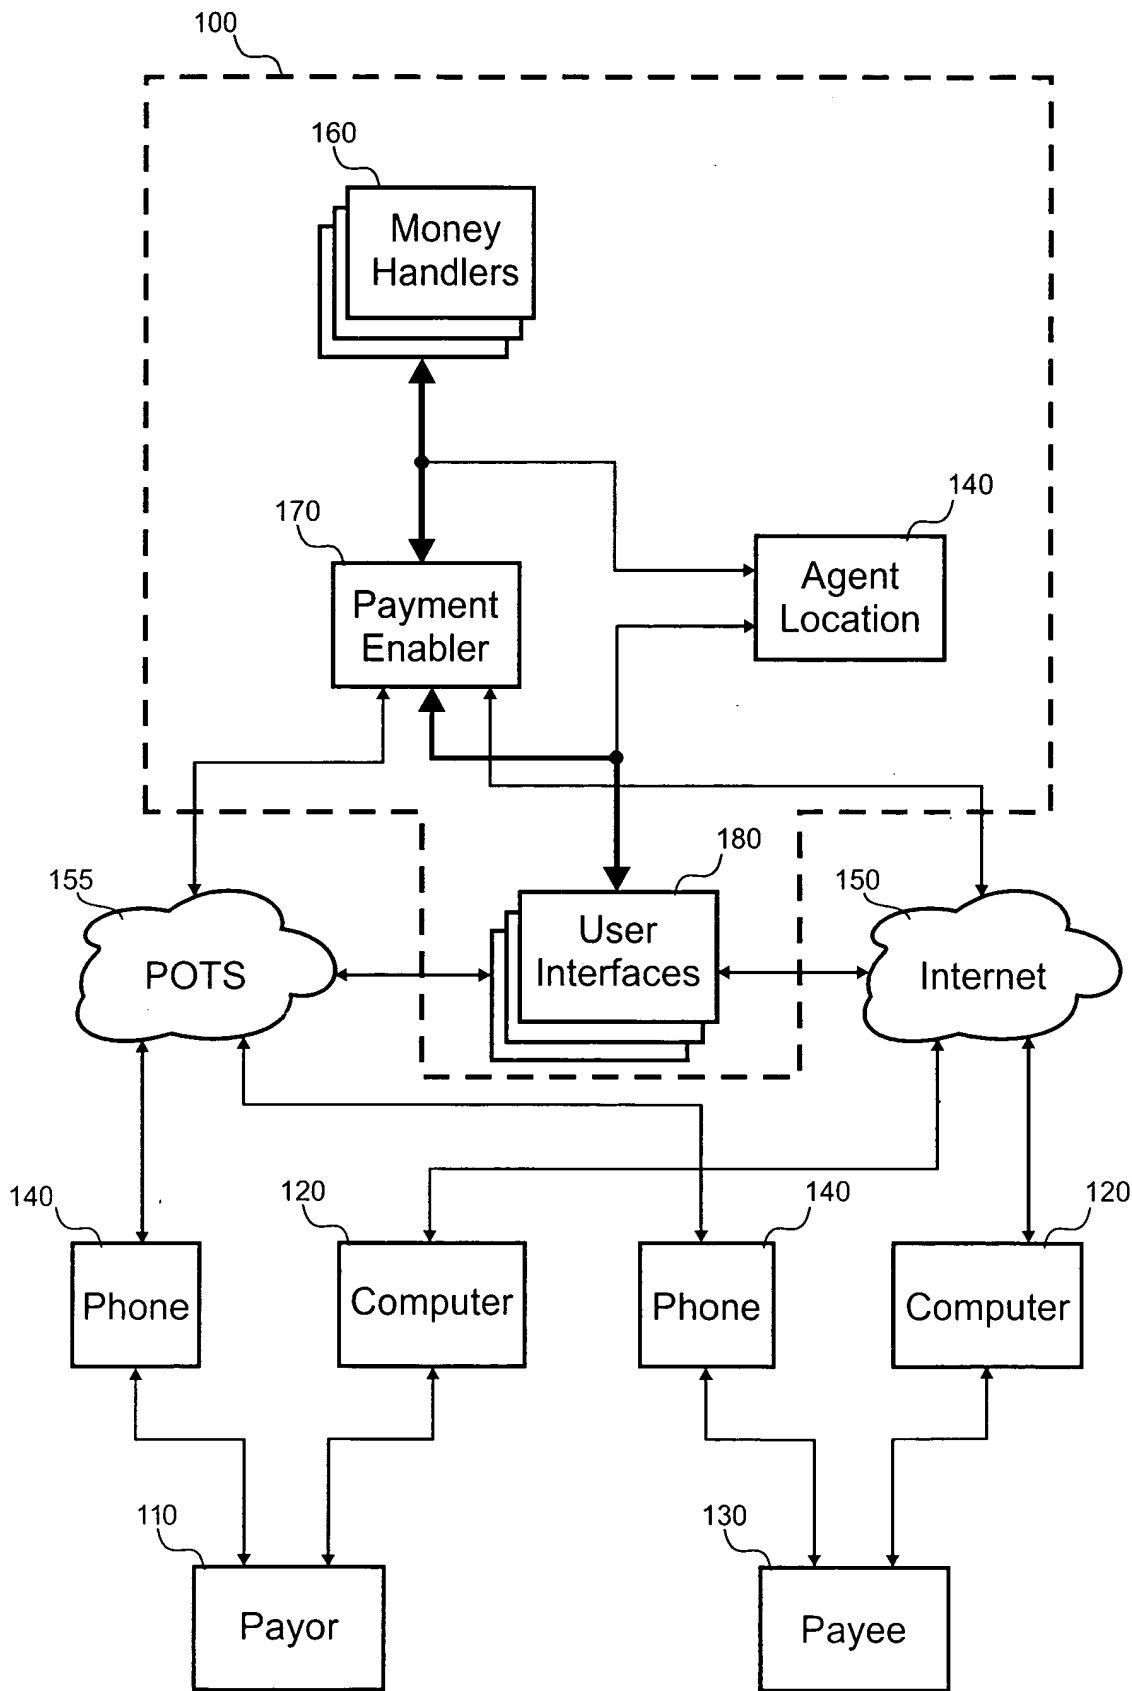 100
160
Money
Handlers
140
170
Agent
Location
Payment
Enabler
180
155
150
User
Interfaces
POTS
Internet
140
120
140
120
Phone
Computer
Phone
Computer
110
130
Payor
Payee